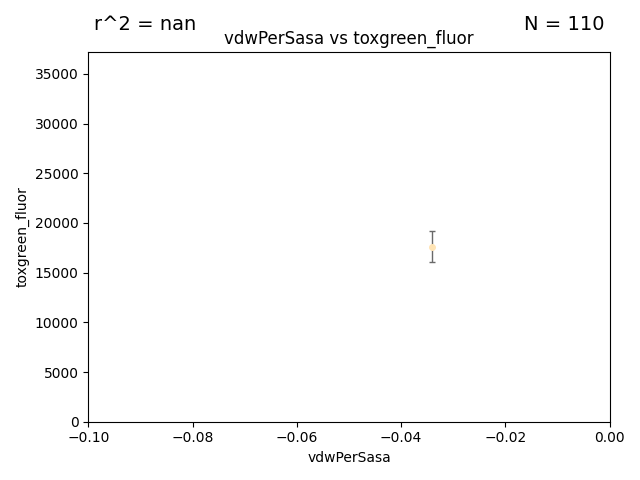 r^2 = nan
N = 110
vdwPerSasa vs toxgreen_fluor
35000
30000
25000
20000
15000
10000
5000
0
toxgreen_fluor
−0.10 −0.08 −0.06 −0.04 −0.02 0.00
vdwPerSasa